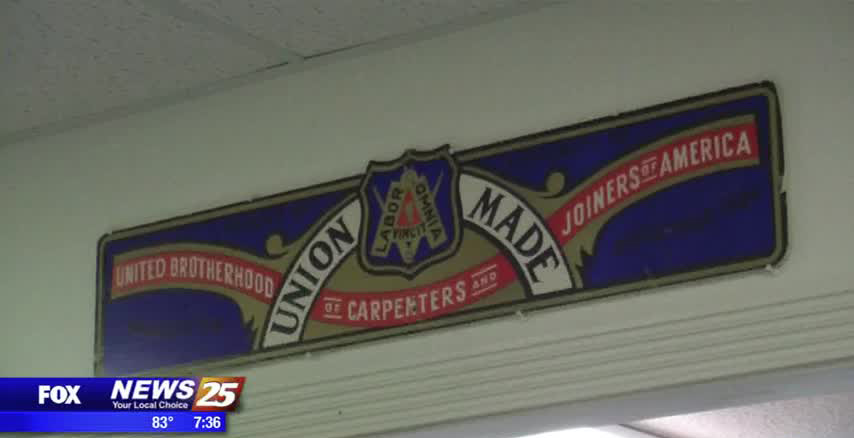 UNITED BROTHERHOOD
OF CARPENTERS AND
JOINERS OF AMERICA
UNION MADE
LABOR OMNIA
VINCIT
FOX NEWS 25
Your Local Choice
83° 7:36